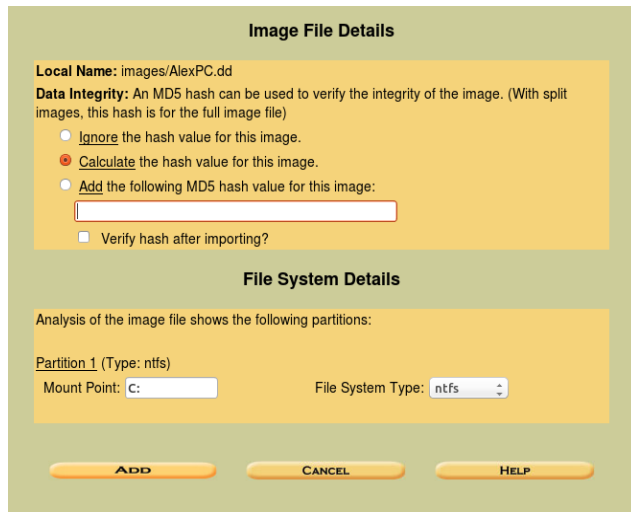 Image File Details
Local Name: images/AlexPC.dd
Data Integrity: An MD5 hash can be used to verify the integrity of the image. (With split
images, this hash is for the full image file)
Ignore the hash value for this image.
Calculate the hash value for this image.
Add the following MD5 hash value for this image:
Verify hash after importing?
File System Details
Analysis of the image file shows the following partitions:
Partition 1 (Type: ntfs)
Mount Point: C: File System Type: ntfs
ADD CANCEL HELP